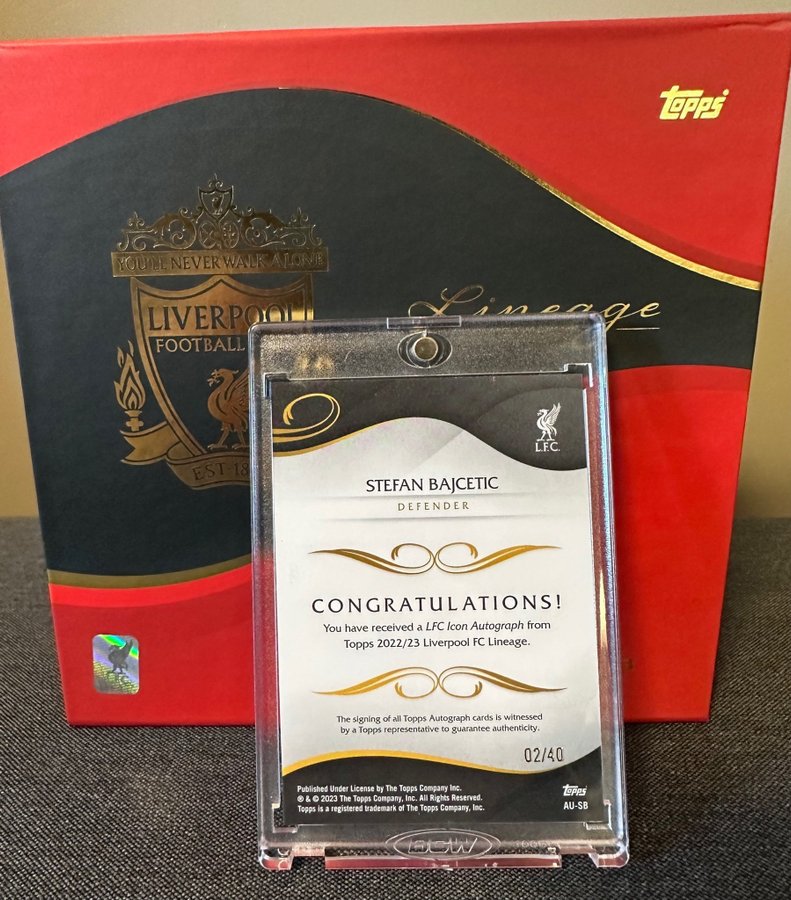 Topps
YOU'LL NEVER WALK ALONE
LIVERPOOL
FOOTBALL
EST·18
Lineage
L.F.C.
STEFAN BAJCETIC
DEFENDER
CONGRATULATIONS!
You have received a LFC Icon Autograph from
Topps 2022/23 Liverpool FC Lineage.
The signing of all Topps Autograph cards is witnessed
by a Topps representative to guarantee authenticity.
02/40
Published Under License by The Topps Company, Inc.
® & © 2023 The Topps Company, Inc. All Rights Reserved.
Topps is a registered trademark of The Topps Company, Inc.
Topps
AU-SB
BCW